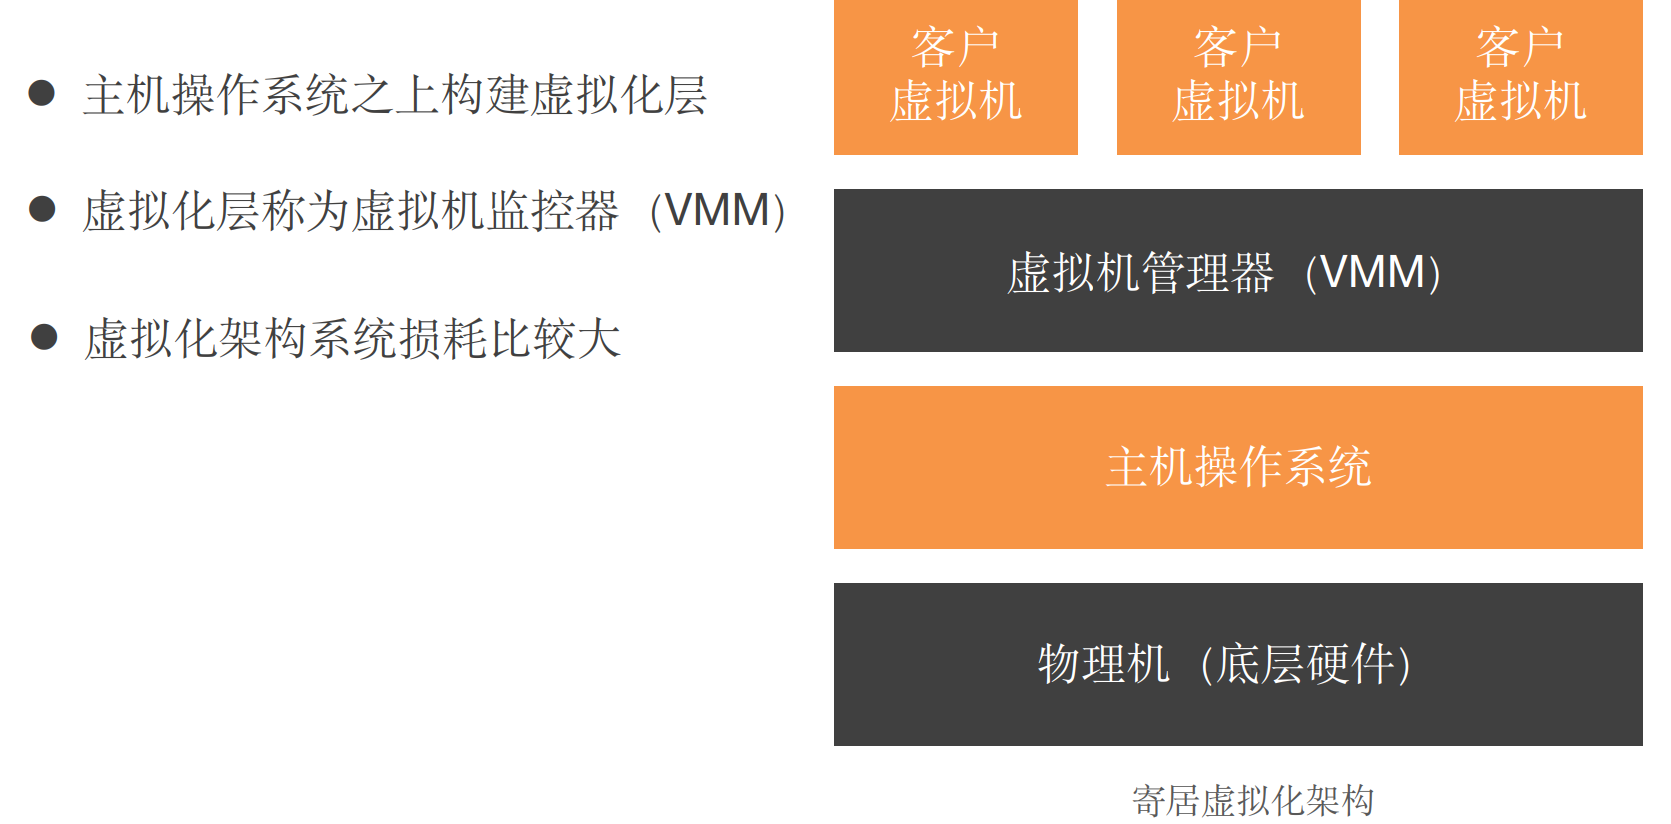 ● 主机操作系统之上构建虚拟化层
● 虚拟化层称为虚拟机监控器（VMM）
● 虚拟化架构系统损耗比较大
客户
虚拟机
客户
虚拟机
客户
虚拟机
虚拟机管理器（VMM）
主机操作系统
物理机（底层硬件）
寄居虚拟化架构